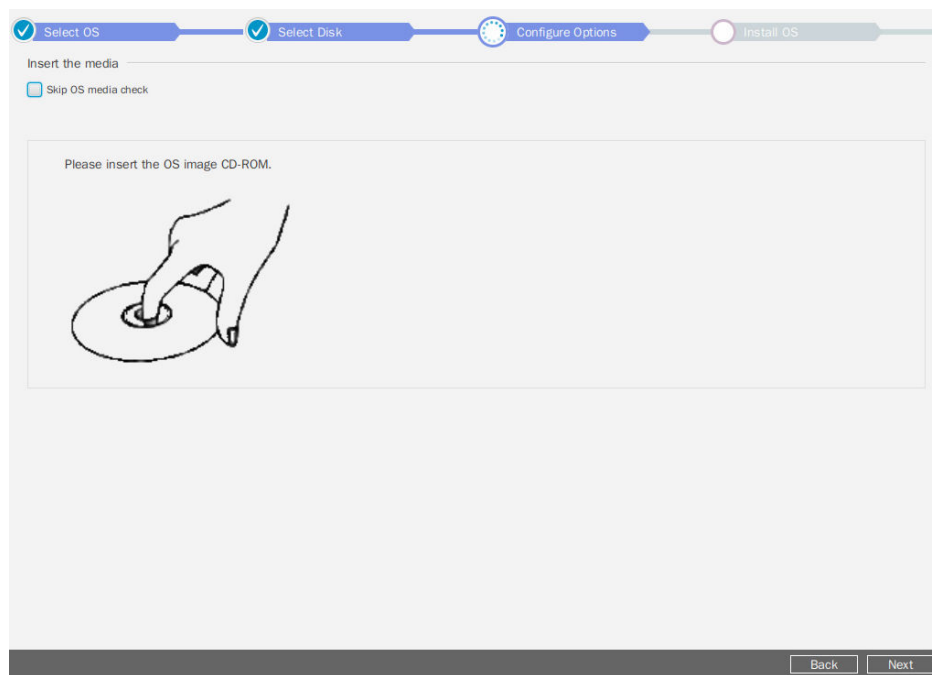 Select OS
Select Disk
Configure Options
Install OS
Insert the media
Skip OS media check
Please insert the OS image CD-ROM.
Back
Next